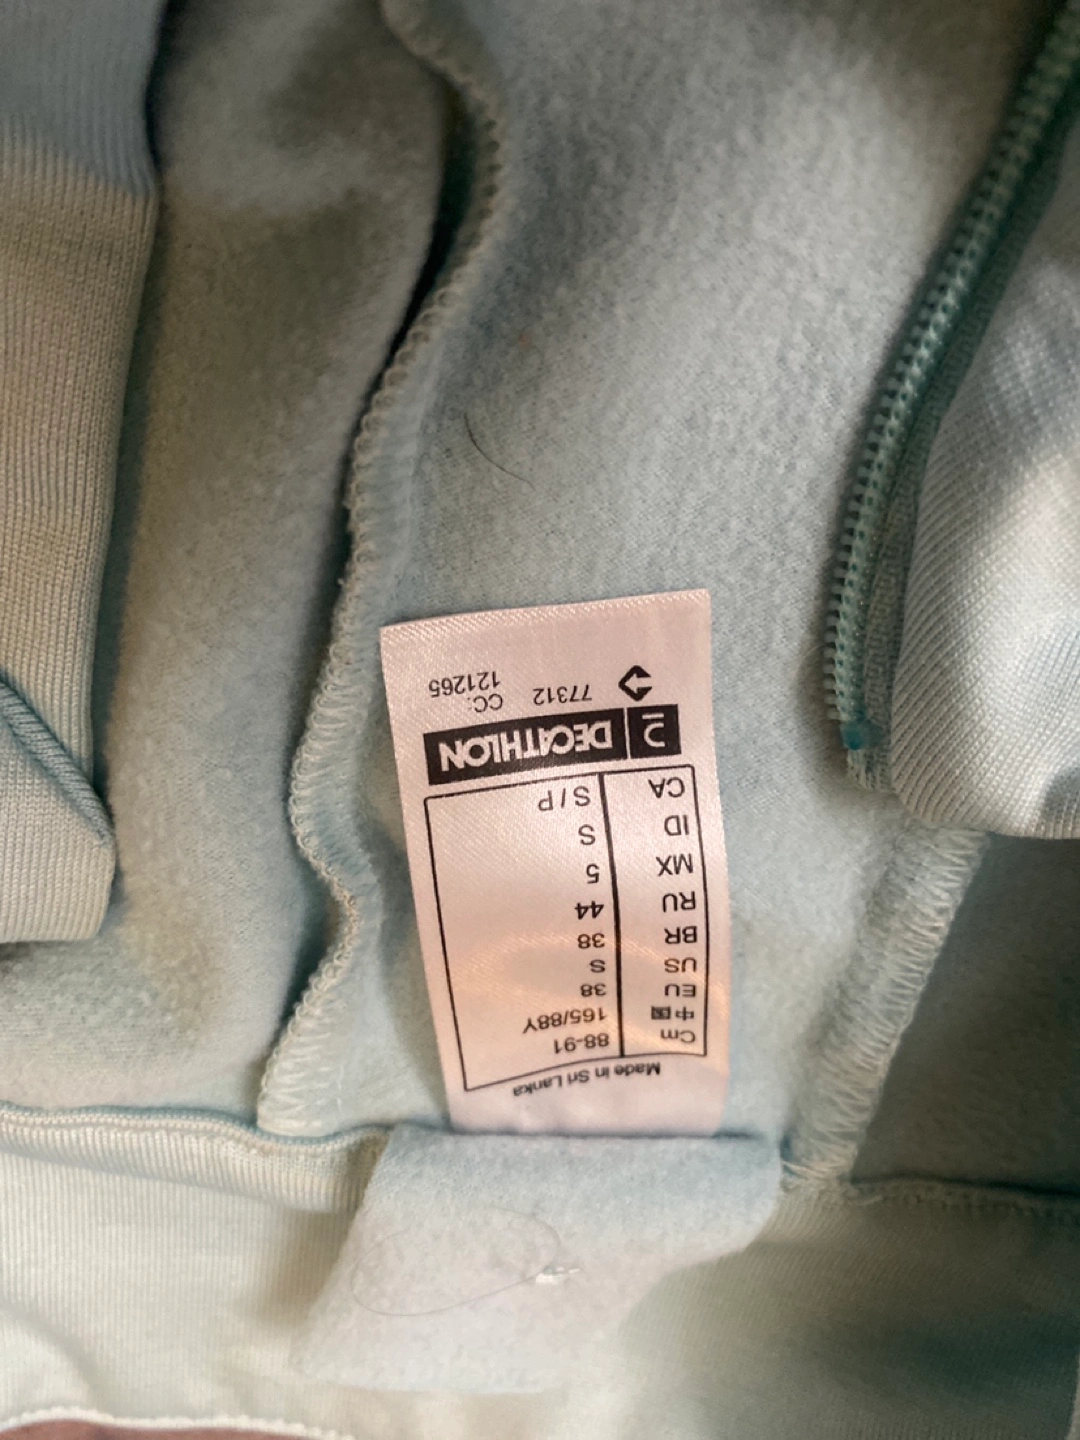 Made in Sri Lanka
Cm 88-91
中国 165/88Y
EU 38
US S
BR 38
RU 44
MX 5
ID S
CA S / P
DECATHLON
77312 CC: 121265